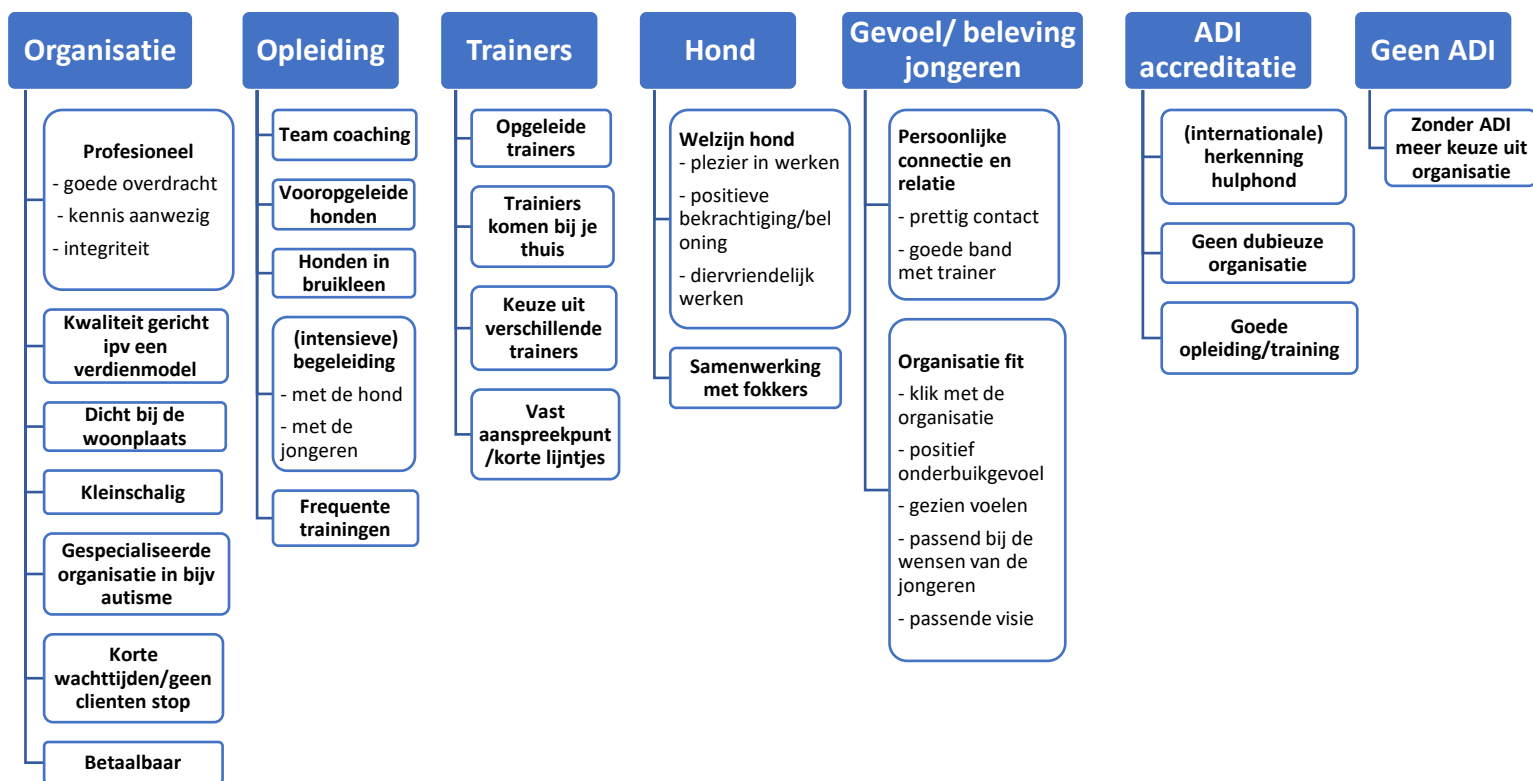 Organisatie
Profesioneel
- goede overdracht
- kennis aanwezig
- integriteit
Kwaliteit gericht
ipv een
verdienmodel
Dicht bij de
woonplaats
Kleinschalig
Gespecialiseerde
organisatie in bijv
autisme
Korte
wachttijden/geen
clienten stop
Betaalbaar
Opleiding
Team coaching
Vooropgeleide
honden
Honden in
bruikleen
(intensieve)
begeleiding
- met de hond
- met de
jongeren
Frequente
trainingen
Trainers
Opgeleide
trainers
Trainiers
komen bij je
thuis
Keuze uit
verschillende
trainers
Vast
aanspreekpunt
/korte lijntjes
Hond
Welzijn hond
- plezier in werken
- positieve
bekrachtiging/bel
oning
- diervriendelijk
werken
Samenwerking
met fokkers
Gevoel/ beleving
jongeren
Persoonlijke
connectie en
relatie
- prettig contact
- goede band
met trainer
Organisatie fit
- klik met de
organisatie
- positief
onderbuikgevoel
- gezien voelen
- passend bij de
wensen van de
jongeren
- passende visie
ADI
accreditatie
(internationale)
herkenning
hulphond
Geen dubieuze
organisatie
Goede
opleiding/training
Geen ADI
Zonder ADI
meer keuze uit
organisatie